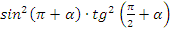 sin²(π + α) · tg²(π/2 + α)